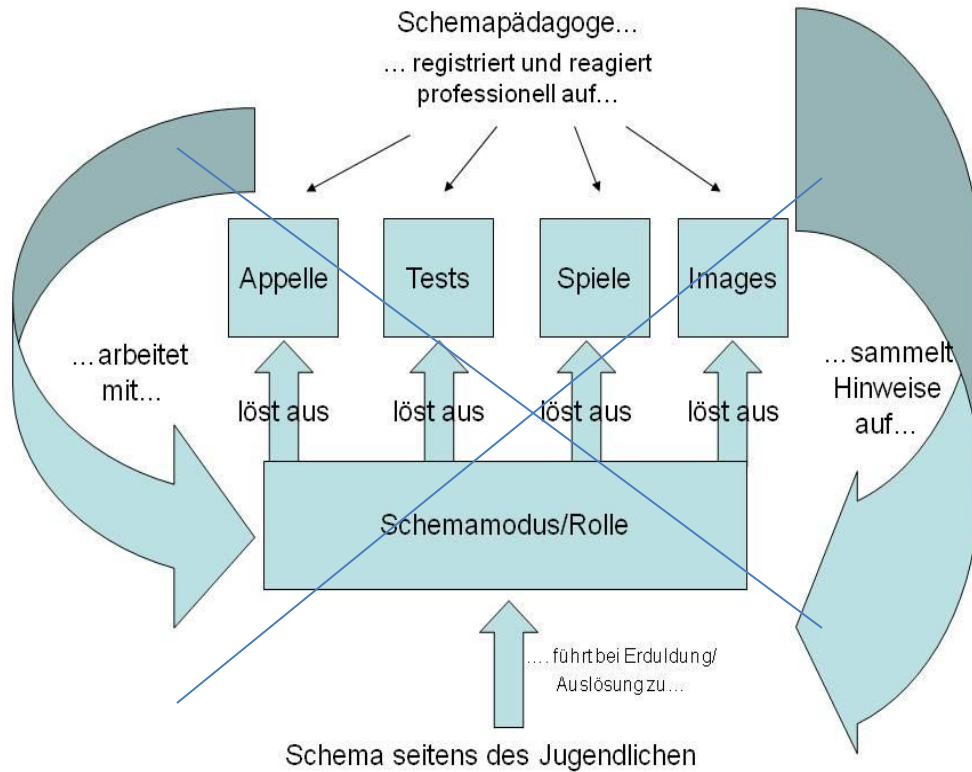 Schemapädagoge…
… registriert und reagiert
professionell auf…
Appelle
Tests
Spiele
Images
…arbeitet
mit…
…sammelt
Hinweise
auf…
löst aus
löst aus
löst aus
löst aus
Schemamodus/Rolle
…. führt bei Erduldung/
Auslösung zu…
Schema seitens des Jugendlichen